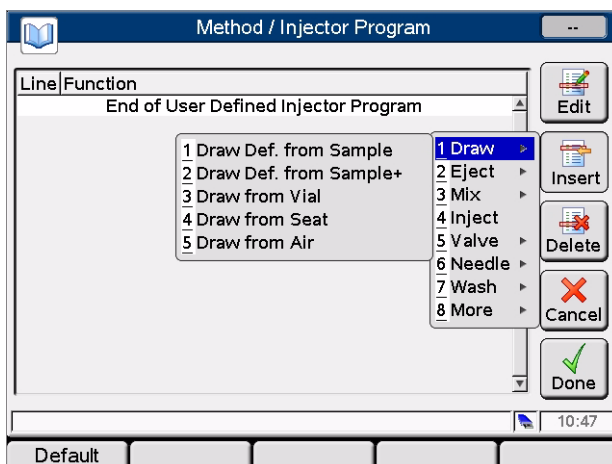 Method / Injector Program
--
Line Function
End of User Defined Injector Program
1 Draw Def. from Sample
2 Draw Def. from Sample+
3 Draw from Vial
4 Draw from Seat
5 Draw from Air
1 Draw
2 Eject
3 Mix
4 Inject
5 Valve
6 Needle
7 Wash
8 More
Edit
Insert
Delete
Cancel
Done
10:47
Default